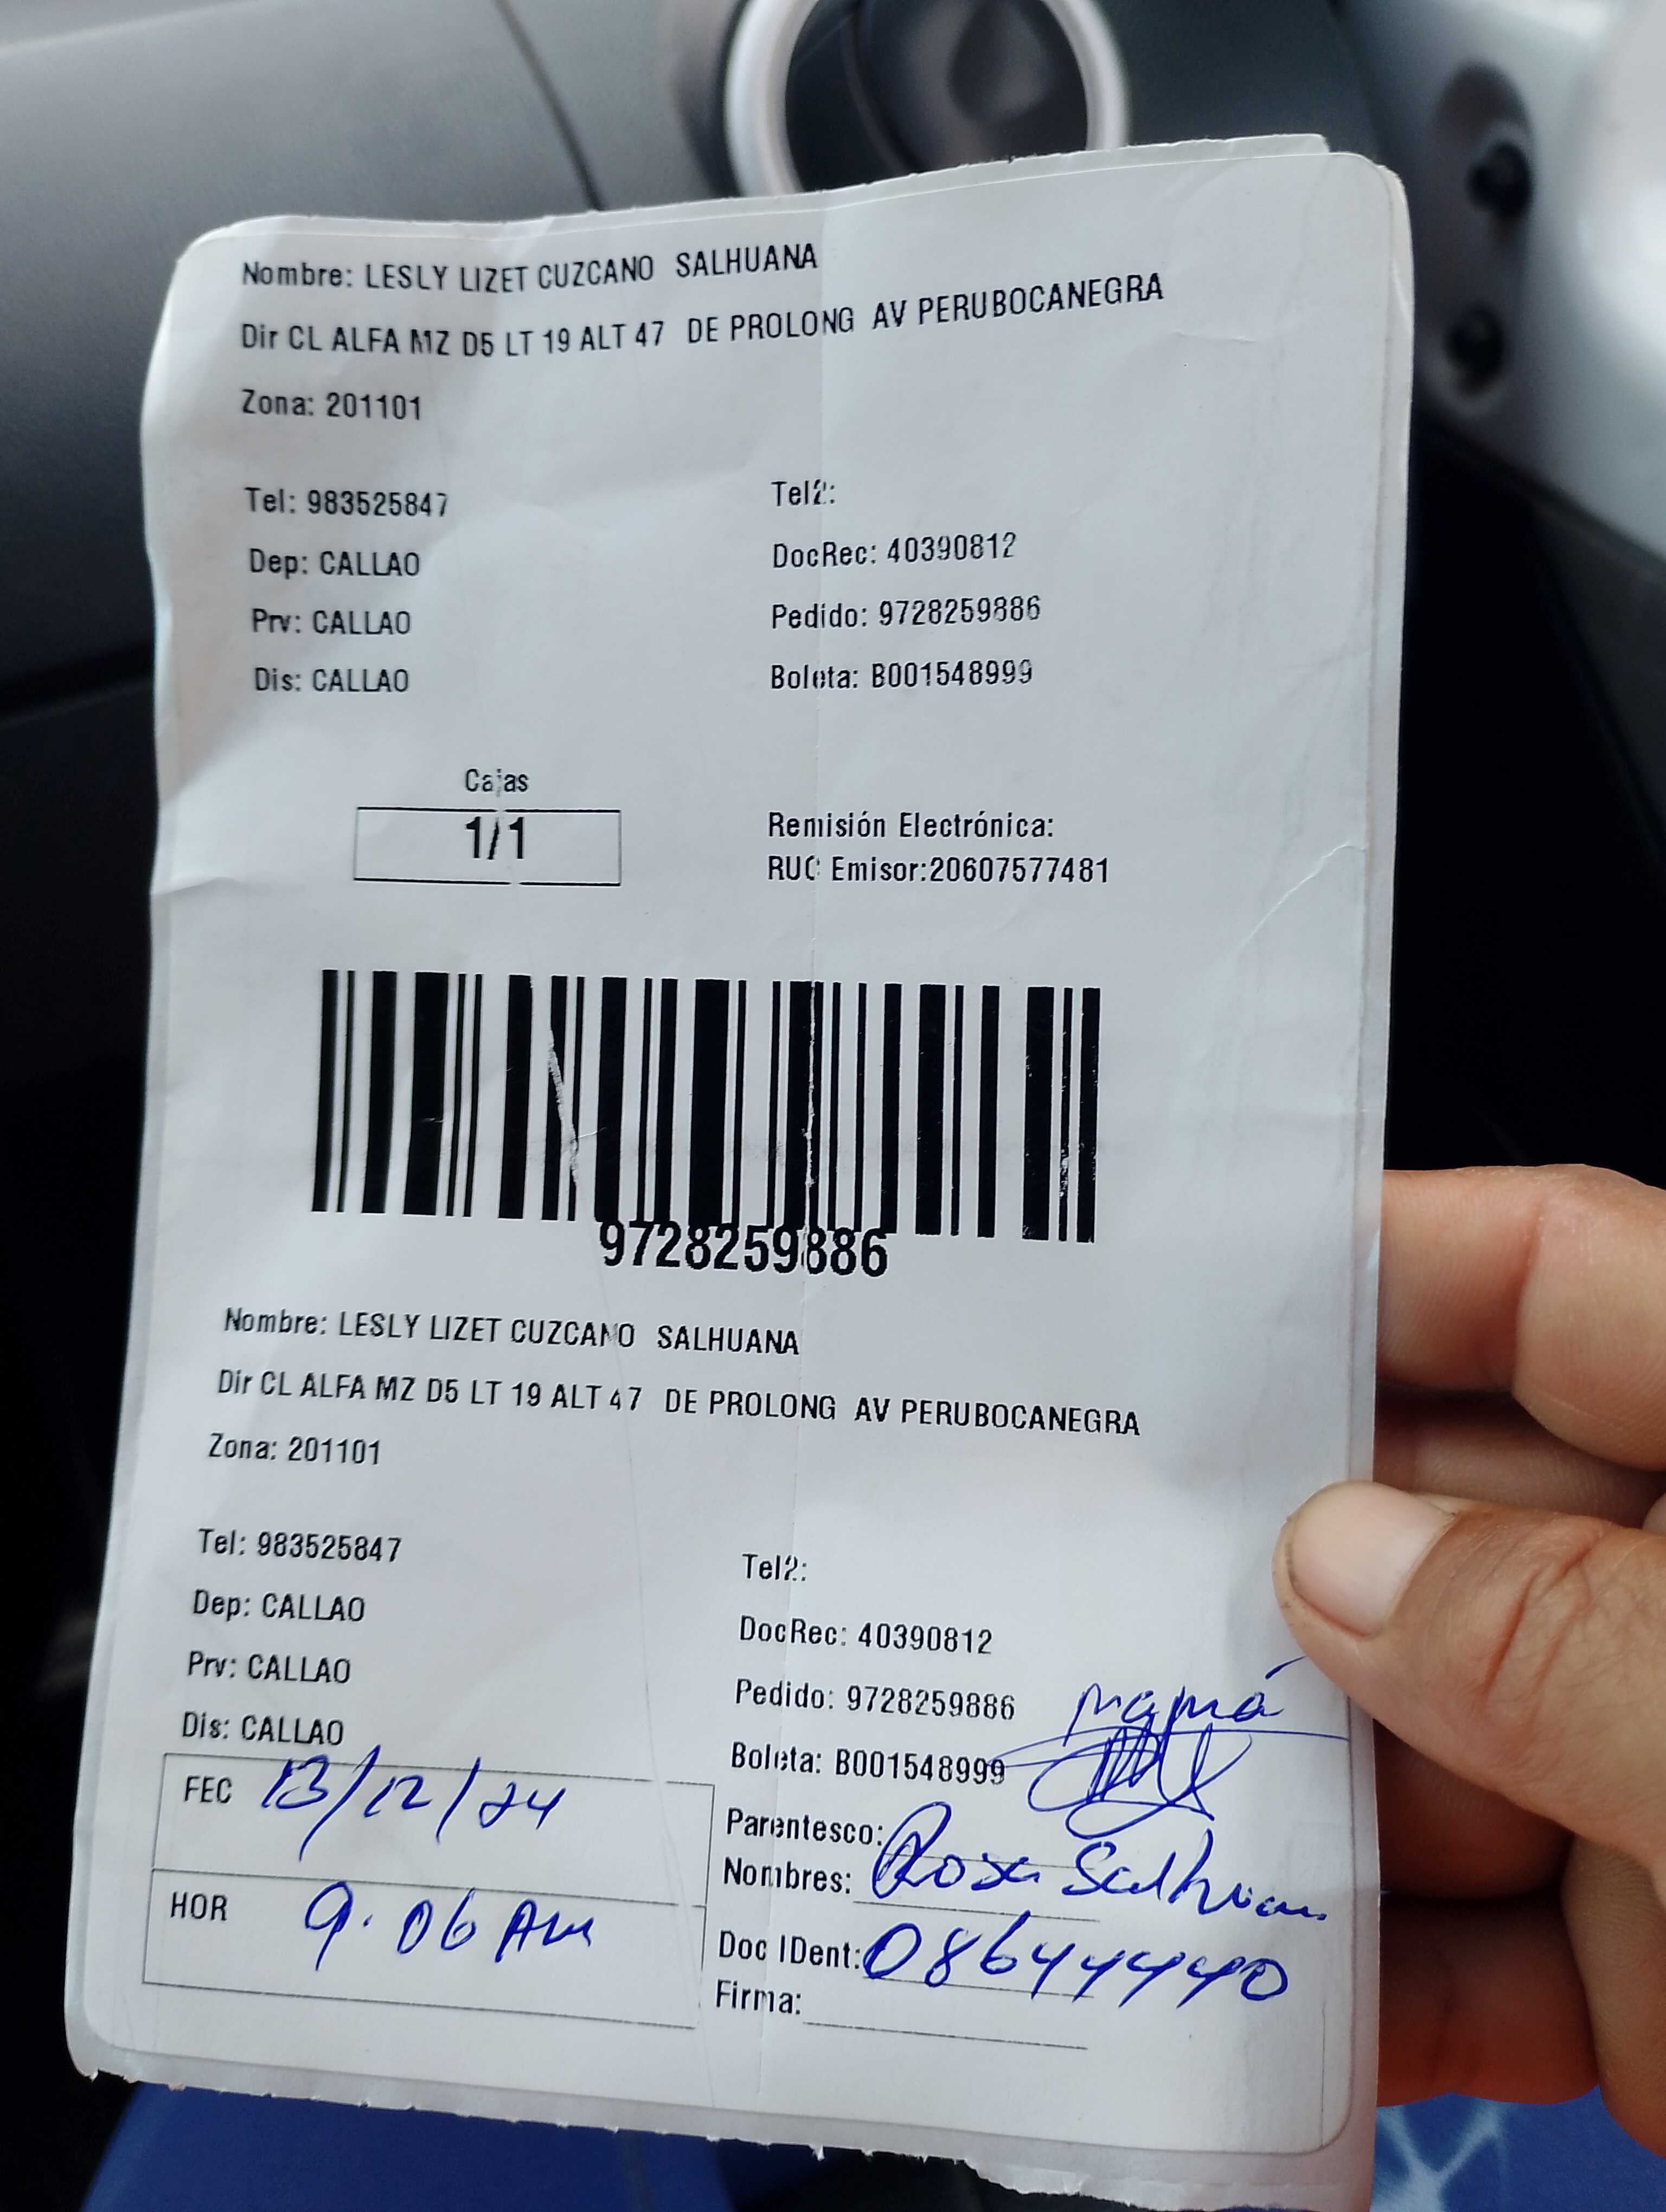 Nombre: LESLY LIZET CUZCANO SALHUANA
Dir CL ALFA MZ D5 LT 19 ALT 47 DE PROLONG AV PERUBOCANEGRA
Zona: 201101
Tel: 983525847
Tel2:
Dep: CALLAO
DocRec: 40390812
Prv: CALLAO
Pedido: 9728259886
Dis: CALLAO
Boleta: B001548999
Cajas
1/1
Remisión Electrónica:
RUC Emisor:20607577481
9728259886
Nombre: LESLY LIZET CUZCANO SALHUANA
Dir CL ALFA MZ D5 LT 19 ALT 47 DE PROLONG AV PERUBOCANEGRA
Zona: 201101
Tel: 983525847
Tel2:
Dep: CALLAO
DocRec: 40390812
Prv: CALLAO
Pedido: 9728259886
mamá
Dis: CALLAO
Boleta: B001548999
FEC 13/12/24
Parentesco:
Nombres: Rosa
HOR 9.06 AM
Doc IDent: 08644440
Firma: